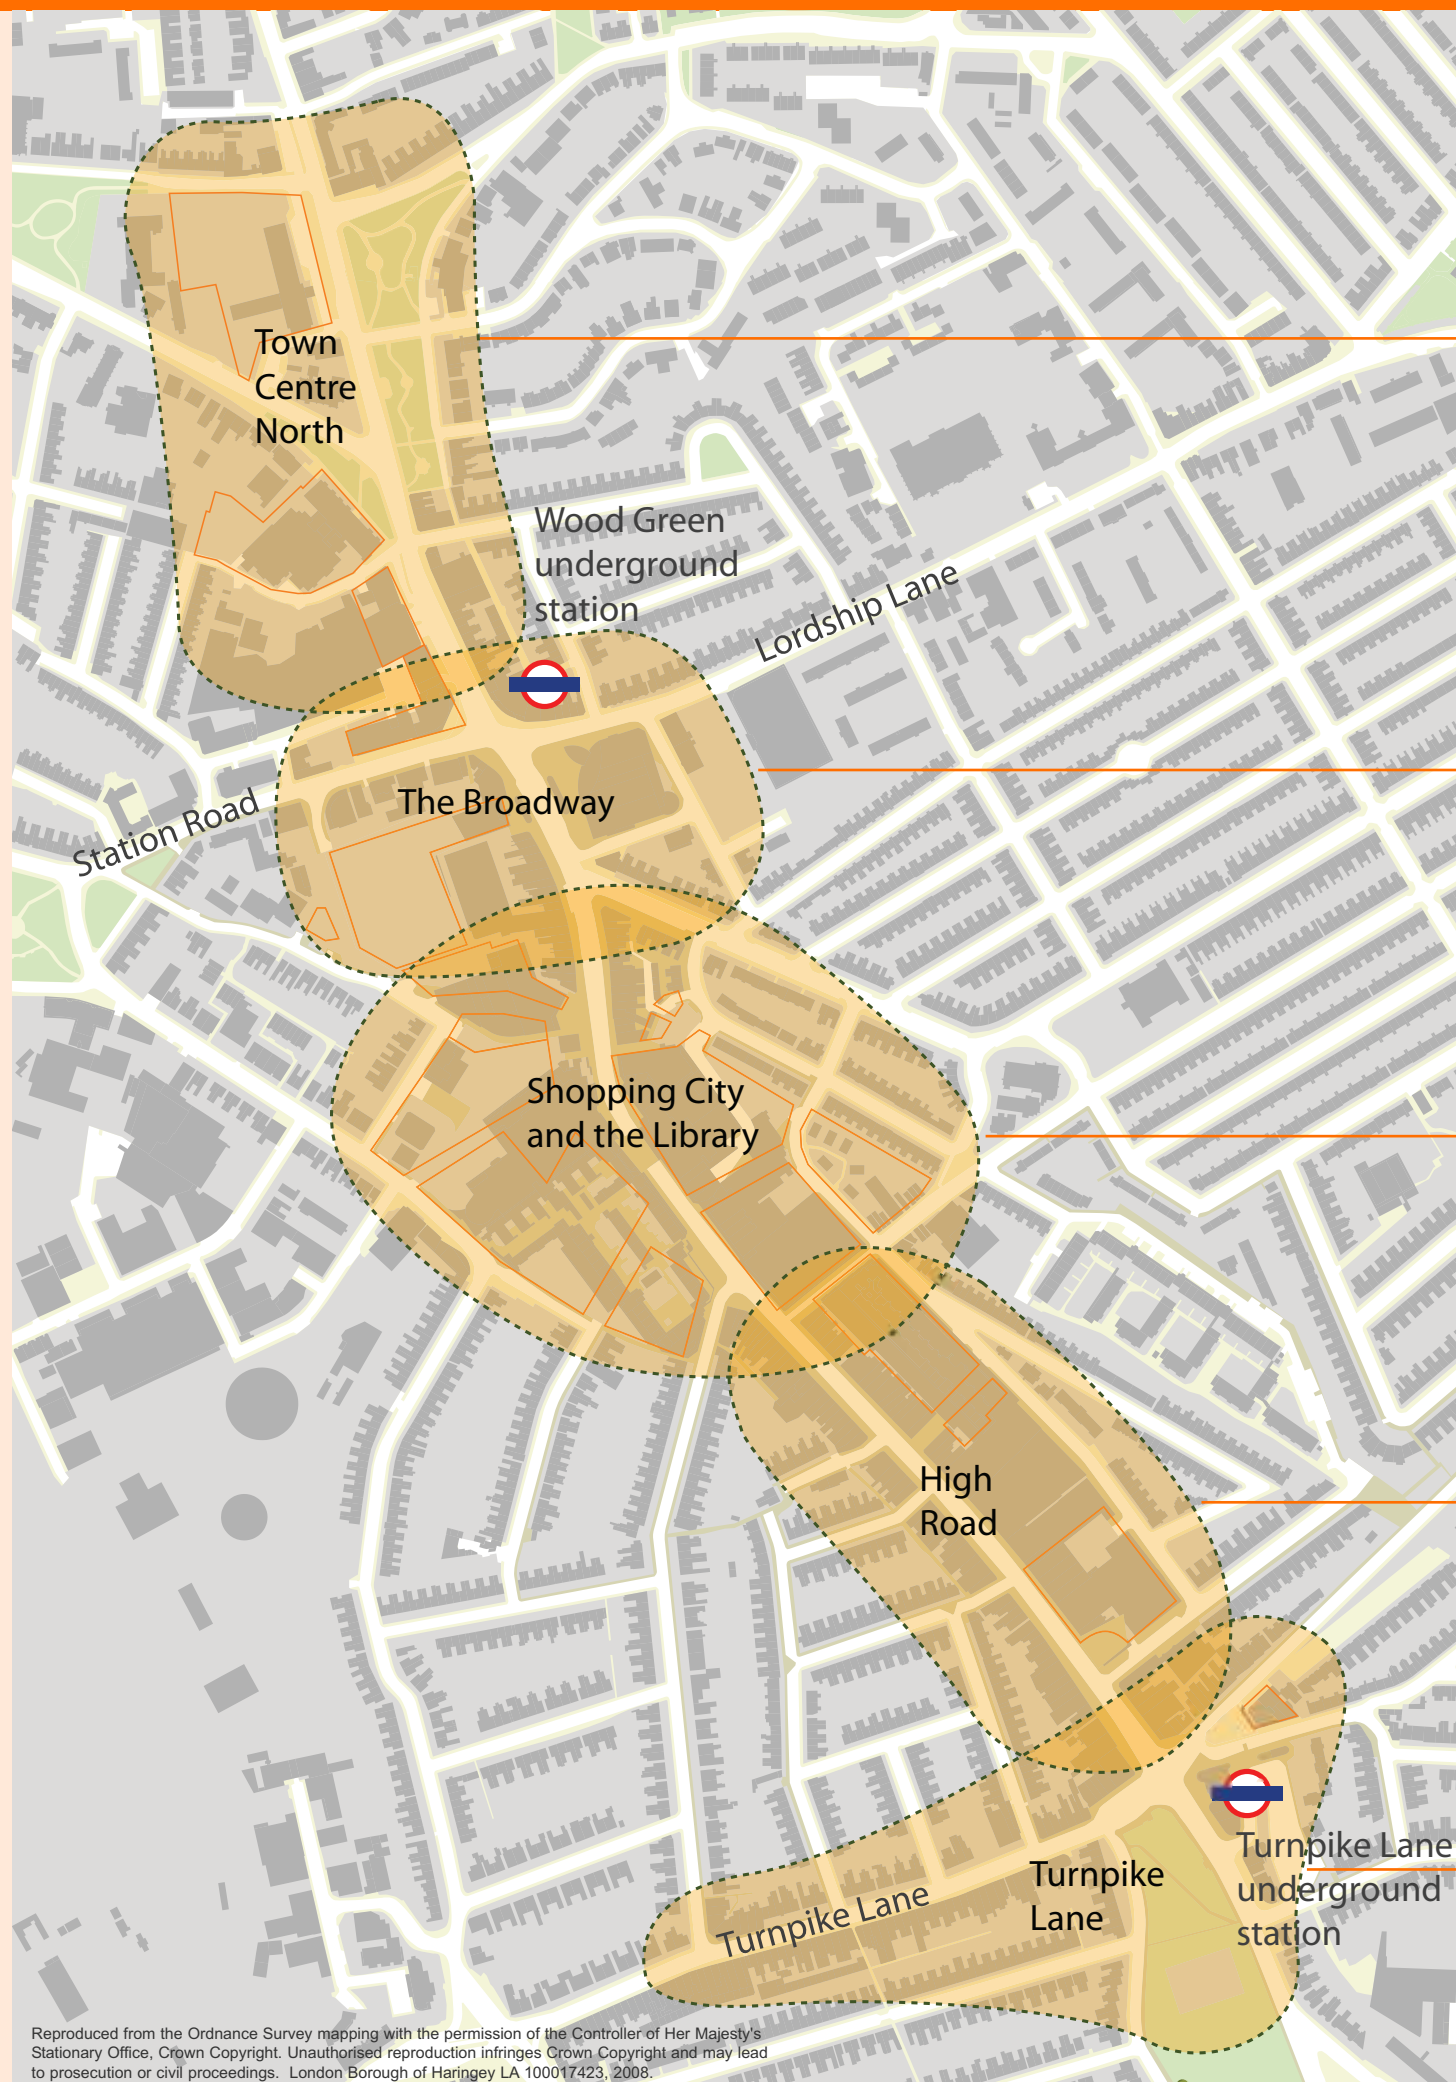 Town
Centre
North
Wood Green
underground
station
Lordship Lane
The Broadway
Station Road
Shopping City
and the Library
High
Road
Turnpike Lane
underground
station
Turnpike
Lane
Turnpike Lane
Reproduced from the Ordnance Survey mapping with the permission of the Controller of Her Majesty's
Stationary Office, Crown Copyright. Unauthorised reproduction infringes Crown Copyright and may lead
to prosecution or civil proceedings.  London Borough of Haringey LA 100017423, 2008.